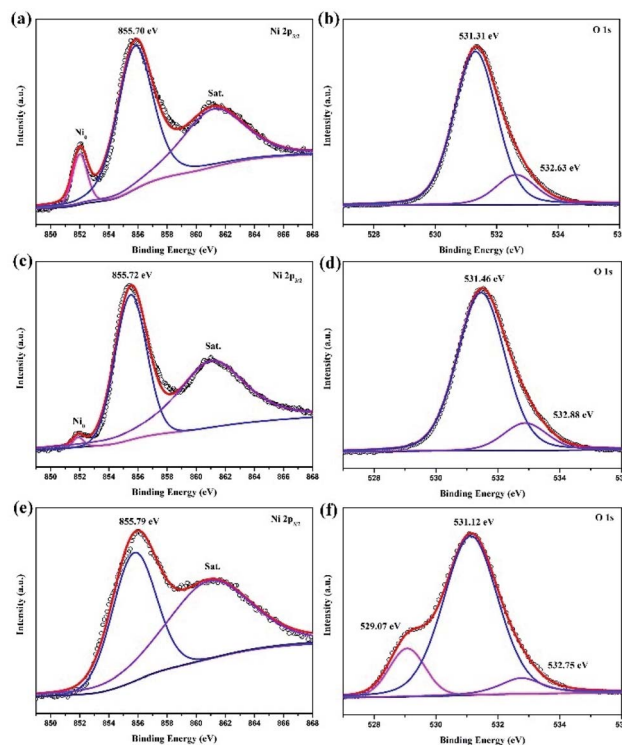 (a)
855.70 eV
Ni 2p3/2
Ni0
Sat.
Intensity (a.u.)
850 852 854 856 858 860 862 864 866 868
Binding Energy (eV)
(b)
531.31 eV
O 1s
532.63 eV
Intensity (a.u.)
528 530 532 534 53
Binding Energy (eV)
(c)
855.72 eV
Ni 2p3/2
Ni0
Sat.
Intensity (a.u.)
850 852 854 856 858 860 862 864 866 868
Binding Energy (eV)
(d)
531.46 eV
O 1s
532.88 eV
Intensity (a.u.)
528 530 532 534 53
Binding Energy (eV)
(e)
855.79 eV
Ni 2p3/2
Sat.
Intensity (a.u.)
850 852 854 856 858 860 862 864 866 868
Binding Energy (eV)
(f)
531.12 eV
O 1s
529.07 eV
532.75 eV
Intensity (a.u.)
528 530 532 534 53
Binding Energy (eV)